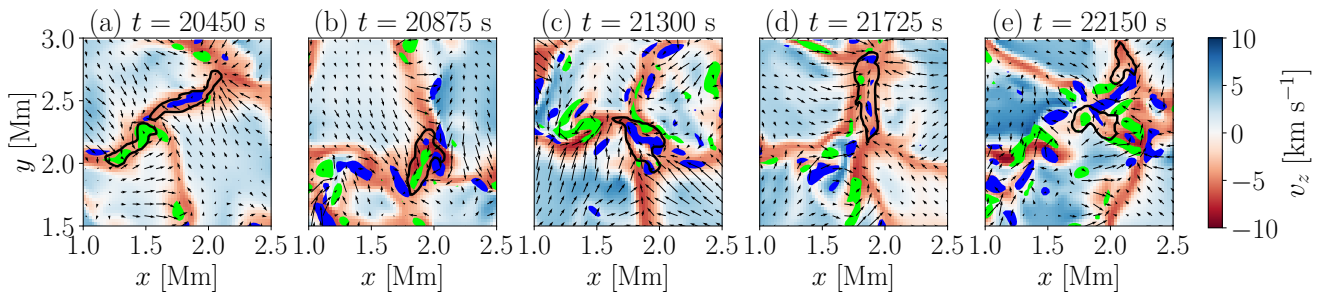 (a) t = 20450 s (b) t = 20875 s (c) t = 21300 s (d) t = 21725 s (e) t = 22150 s
3.0
2.5
2.0
1.5
y [Mm]
1.0 1.5 2.0 2.5 1.0 1.5 2.0 2.5 1.0 1.5 2.0 2.5 1.0 1.5 2.0 2.5 1.0 1.5 2.0 2.5
x [Mm] x [Mm] x [Mm] x [Mm] x [Mm]
10
5
0
−5
−10
v_z [km s⁻¹]